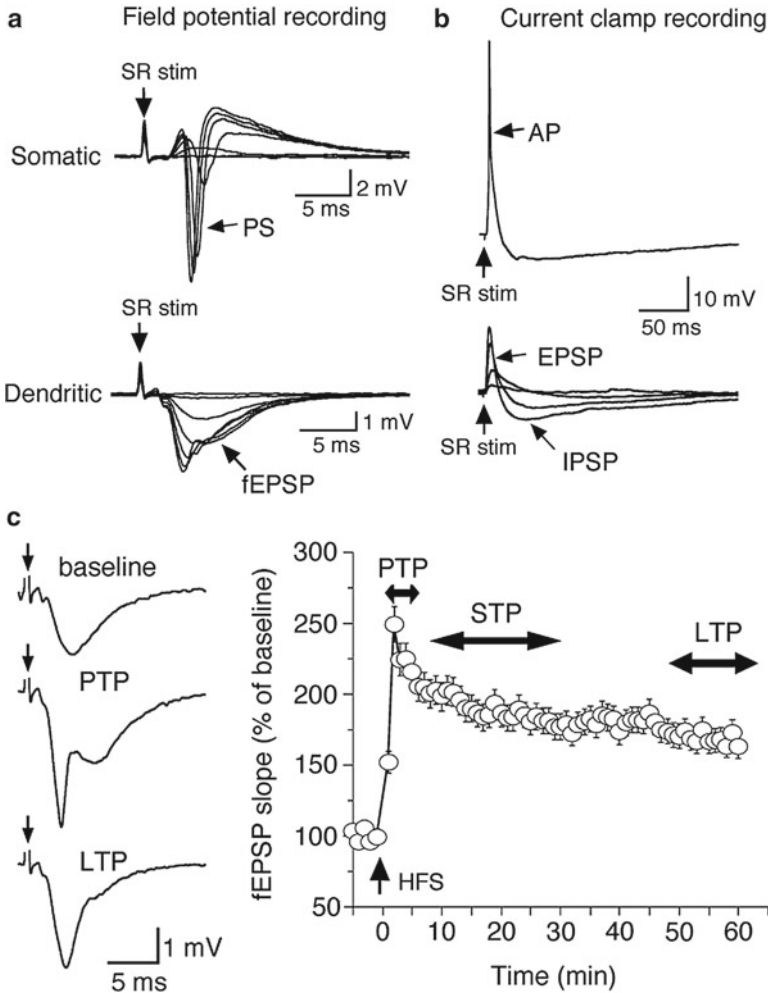 a Field potential recording
SR stim
Somatic
PS
2 mV
5 ms
SR stim
Dendritic
fEPSP
1 mV
5 ms
b Current clamp recording
AP
SR stim
10 mV
50 ms
EPSP
SR stim
IPSP
c
baseline
PTP
LTP
1 mV
5 ms
fEPSP slope (% of baseline)
300
250
200
150
100
50
PTP
STP
LTP
HFS
0 10 20 30 40 50 60
Time (min)